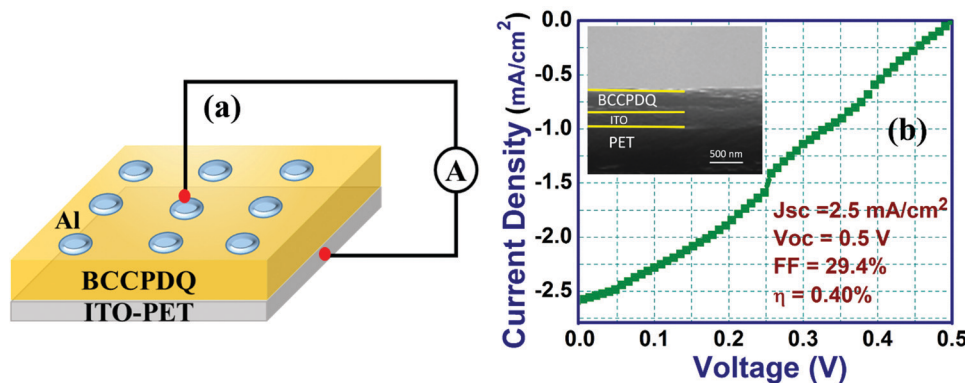 (a)
A
Al
BCCPDQ
ITO-PET
Current Density (mA/cm²)
0.0
-0.5
-1.0
-1.5
-2.0
-2.5
BCCPDQ
ITO
PET
500 nm
(b)
Jsc =2.5 mA/cm²
Voc = 0.5 V
FF = 29.4%
η = 0.40%
0.0 0.1 0.2 0.3 0.4 0.5
Voltage (V)